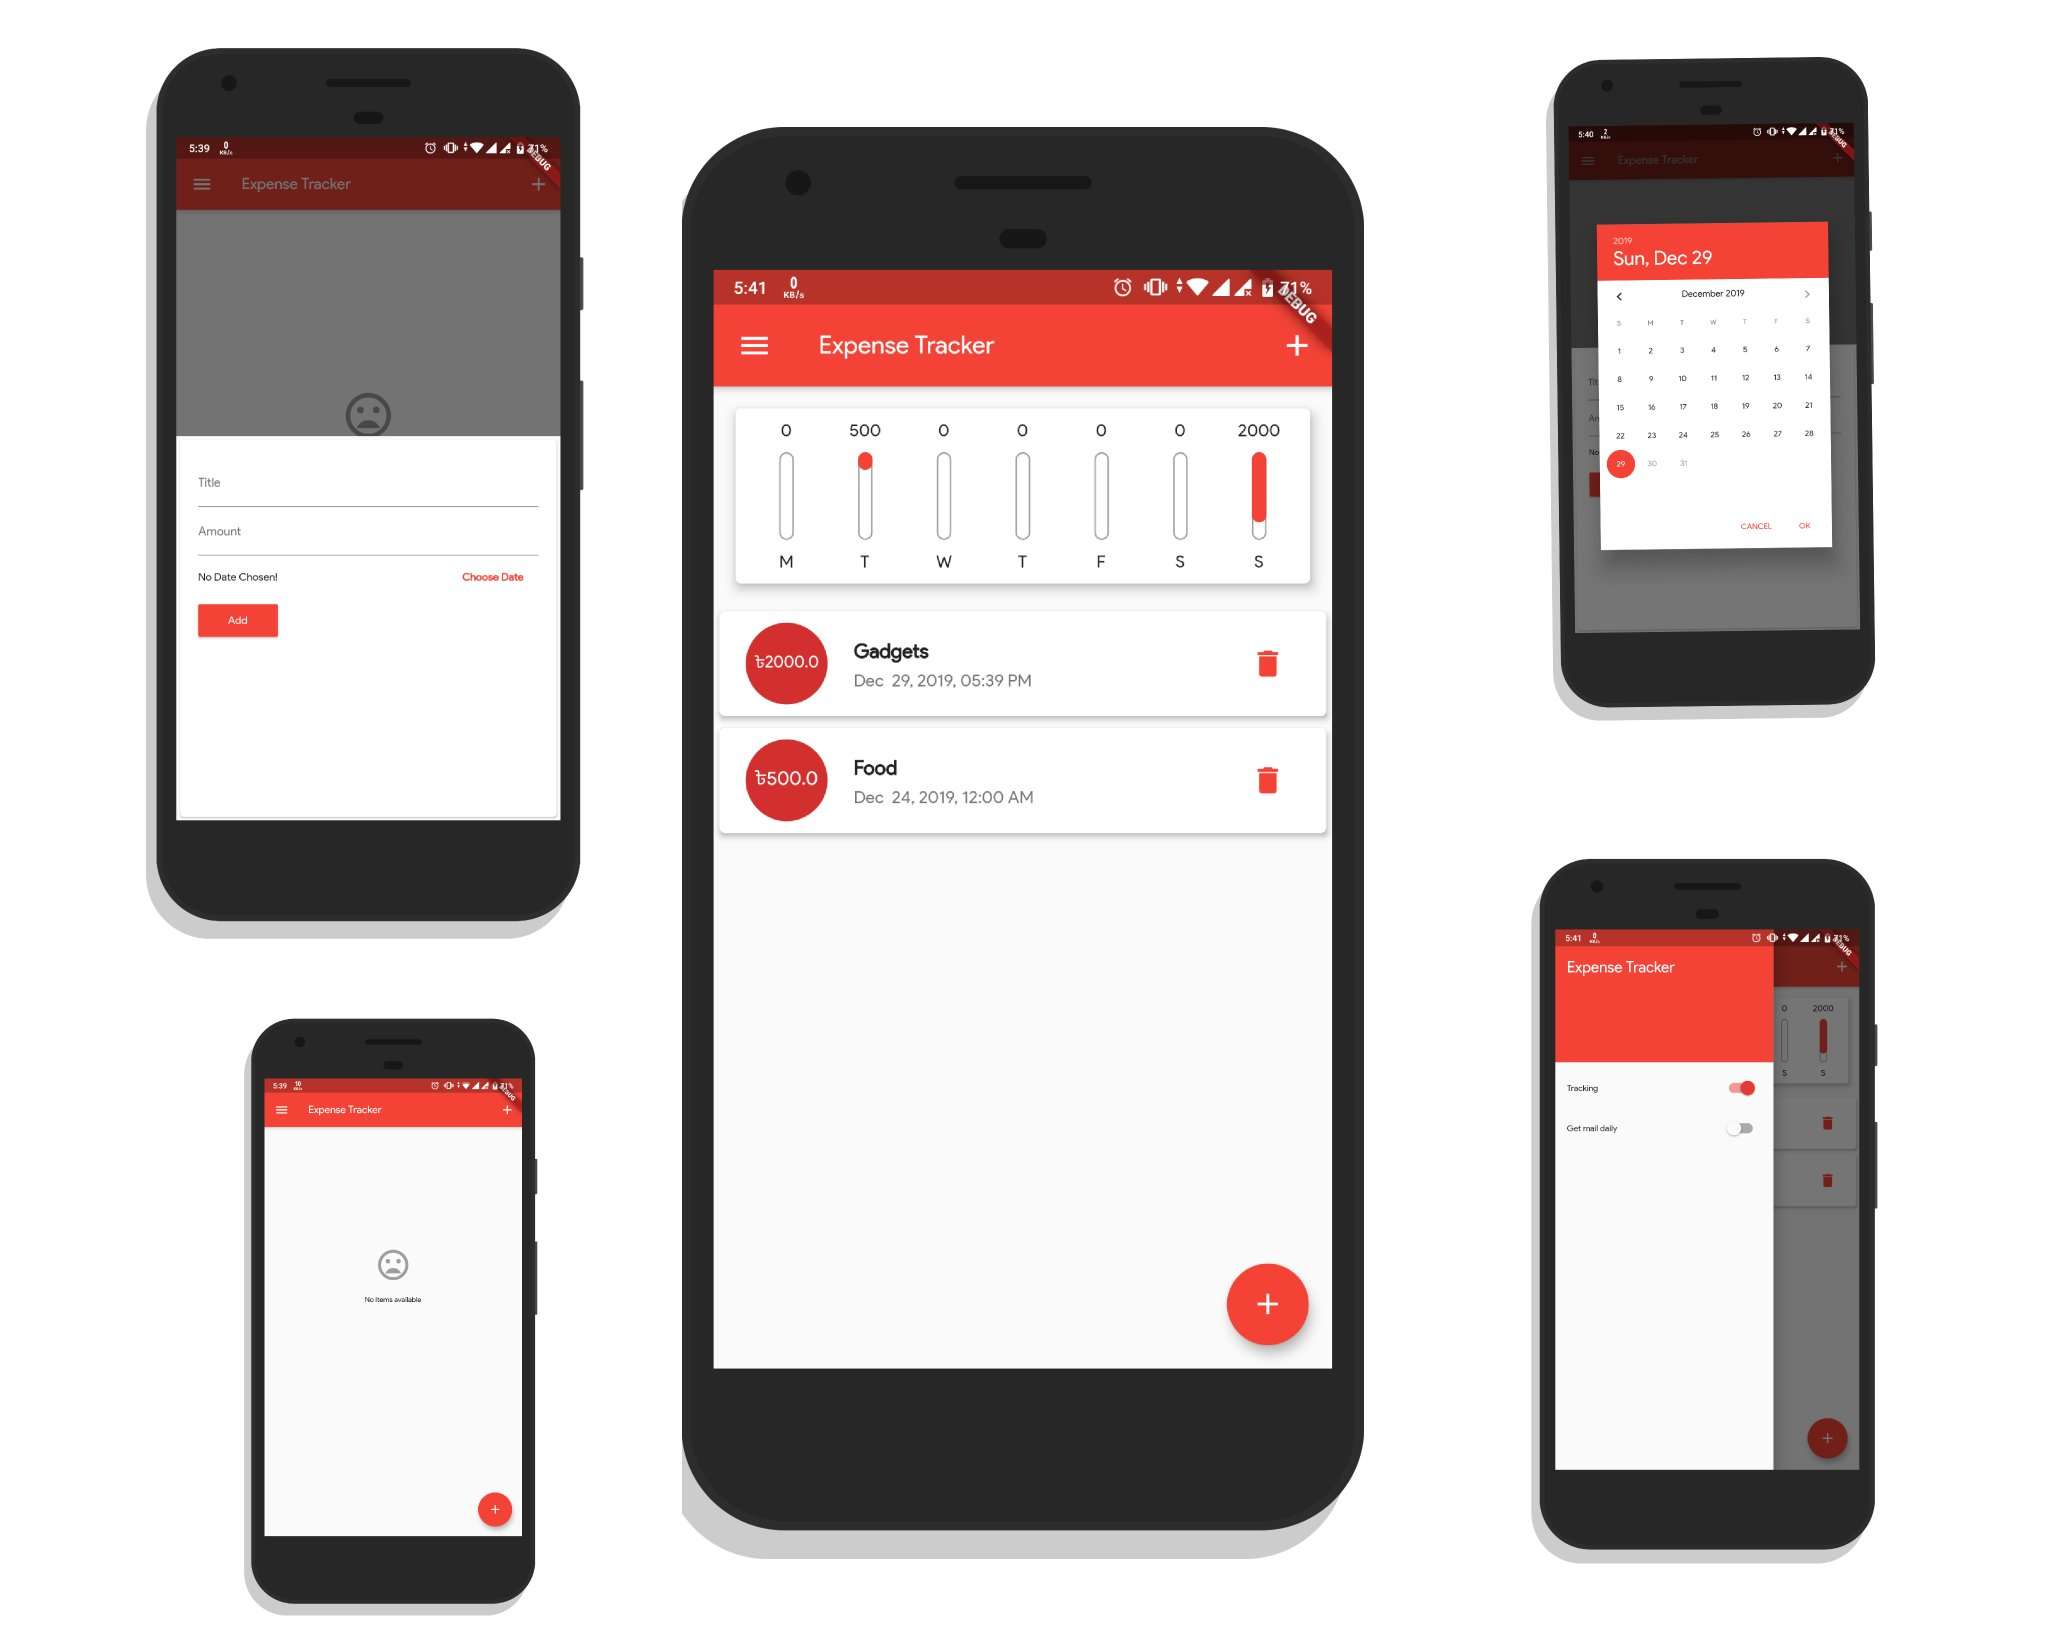 5:39 0 KB/s 71%
DEBUG
Expense Tracker
Title
Amount
No Date Chosen! Choose Date
Add
5:39 10 KB/s 71%
DEBUG
Expense Tracker
No Items available
5:41 0 KB/s 71%
DEBUG
Expense Tracker
0 500 0 0 0 0 2000
M T W T F S S
৳2000.0 Gadgets
Dec 29, 2019, 05:39 PM
৳500.0 Food
Dec 24, 2019, 12:00 AM
5:40 2 KB/s 71%
DEBUG
Expense Tracker
2019
Sun, Dec 29
December 2019
S M T W T F S
1 2 3 4 5 6 7
8 9 10 11 12 13 14
15 16 17 18 19 20 21
22 23 24 25 26 27 28
29 30 31
CANCEL OK
No
5:41 0 KB/s 71%
DEBUG
Expense Tracker
0 2000
S S
Tracking
Get mail daily